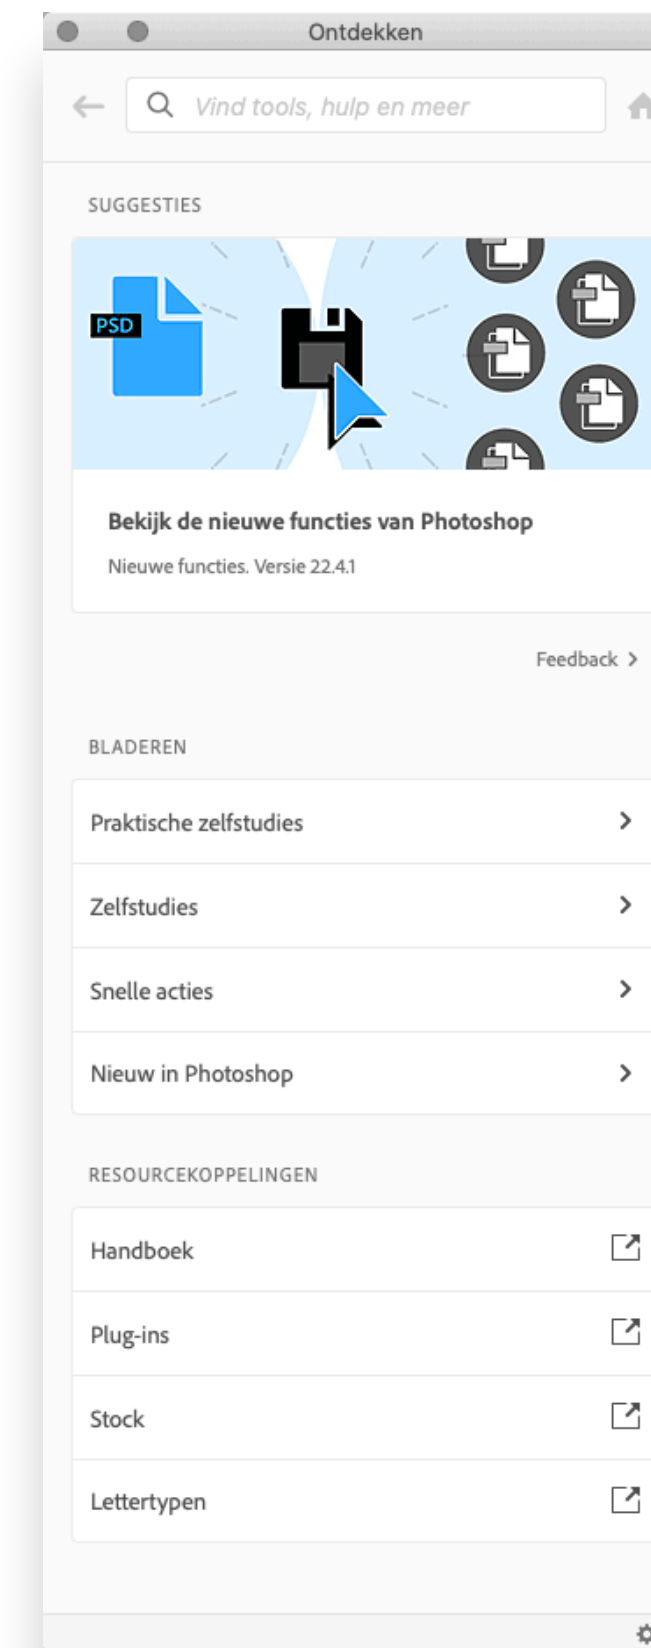 Ontdekken
Vind tools, hulp en meer
SUGGESTIES
PSD
Bekijk de nieuwe functies van Photoshop
Nieuwe functies. Versie 22.4.1
Feedback
BLADEREN
Praktische zelfstudies
Zelfstudies
Snelle acties
Nieuw in Photoshop
RESOURCEKOPPELINGEN
Handboek
Plug-ins
Stock
Lettertypen